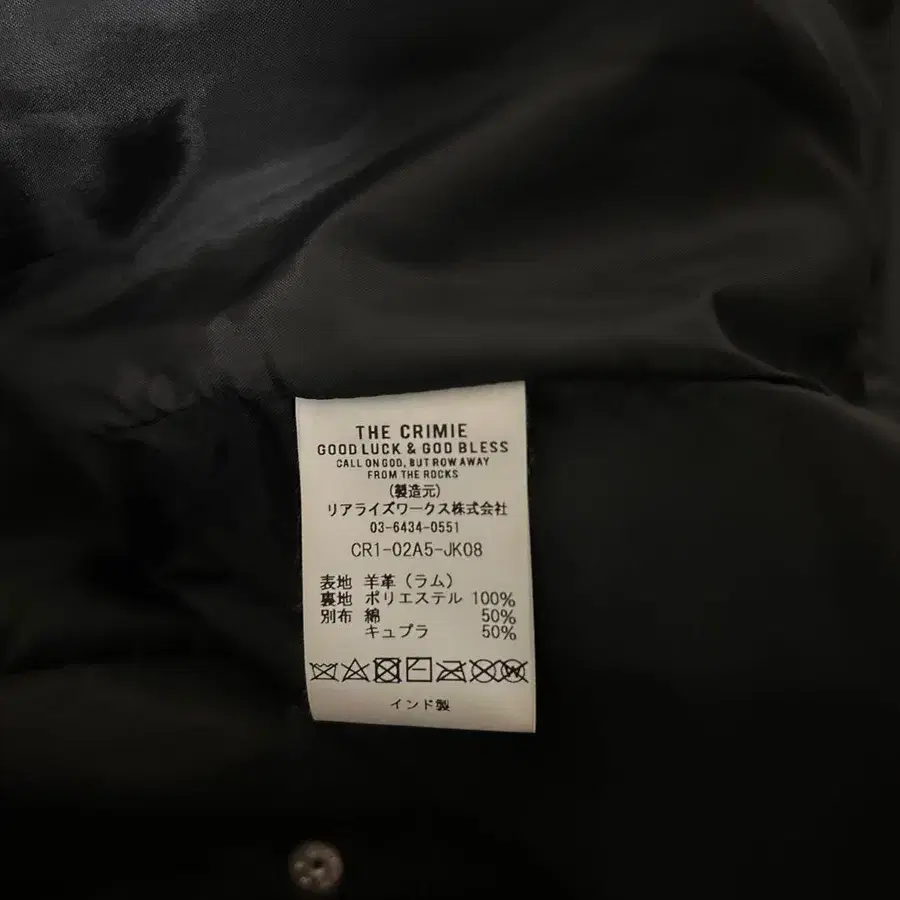 THE CRIMIE
GOOD LUCK & GOD BLESS
CALL ON GOD, BUT ROW AWAY
FROM THE ROCKS
(製造元)
リアライズワークス株式会社
03-6434-0551
CR1-02A5-JK08
表地 羊革(ラム)
裏地 ポリエステル 100%
別布 綿 50%
キュプラ 50%
W
インド製